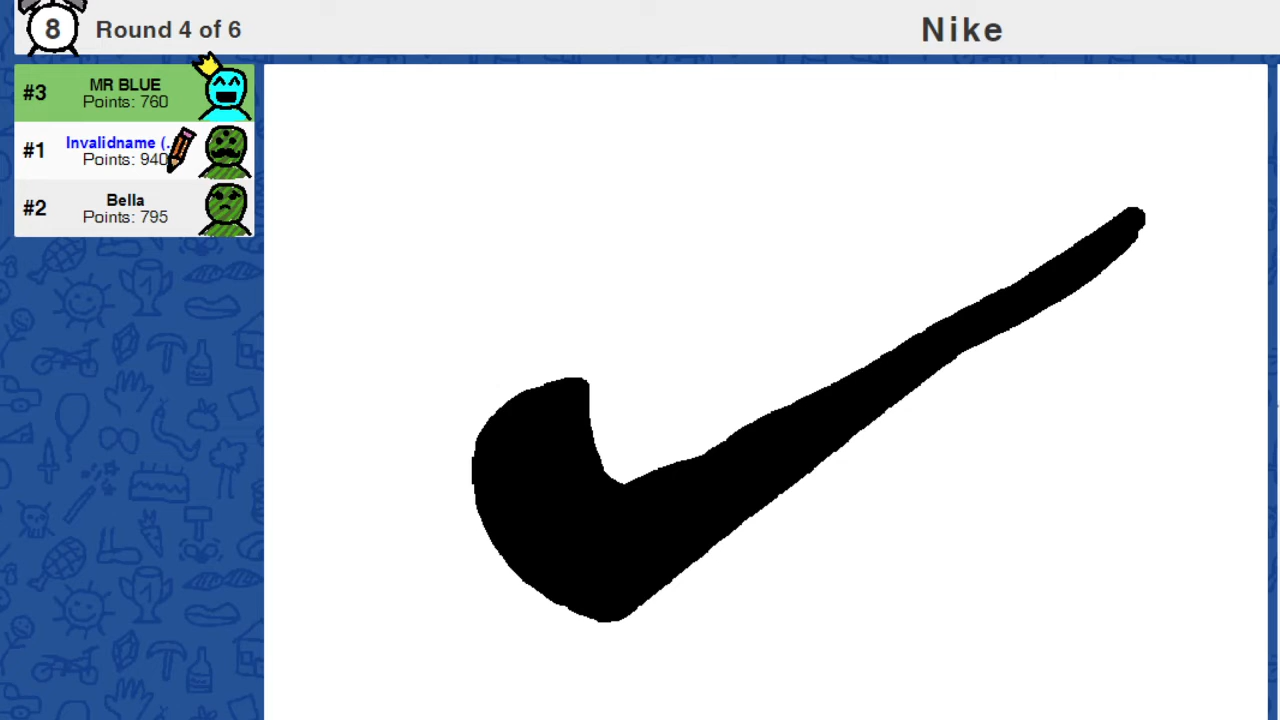 8
Round 4 of 6
Nike
#3
MR BLUE
Points: 760
#1
Invalidname (.
Points: 940
#2
Bella
Points: 795